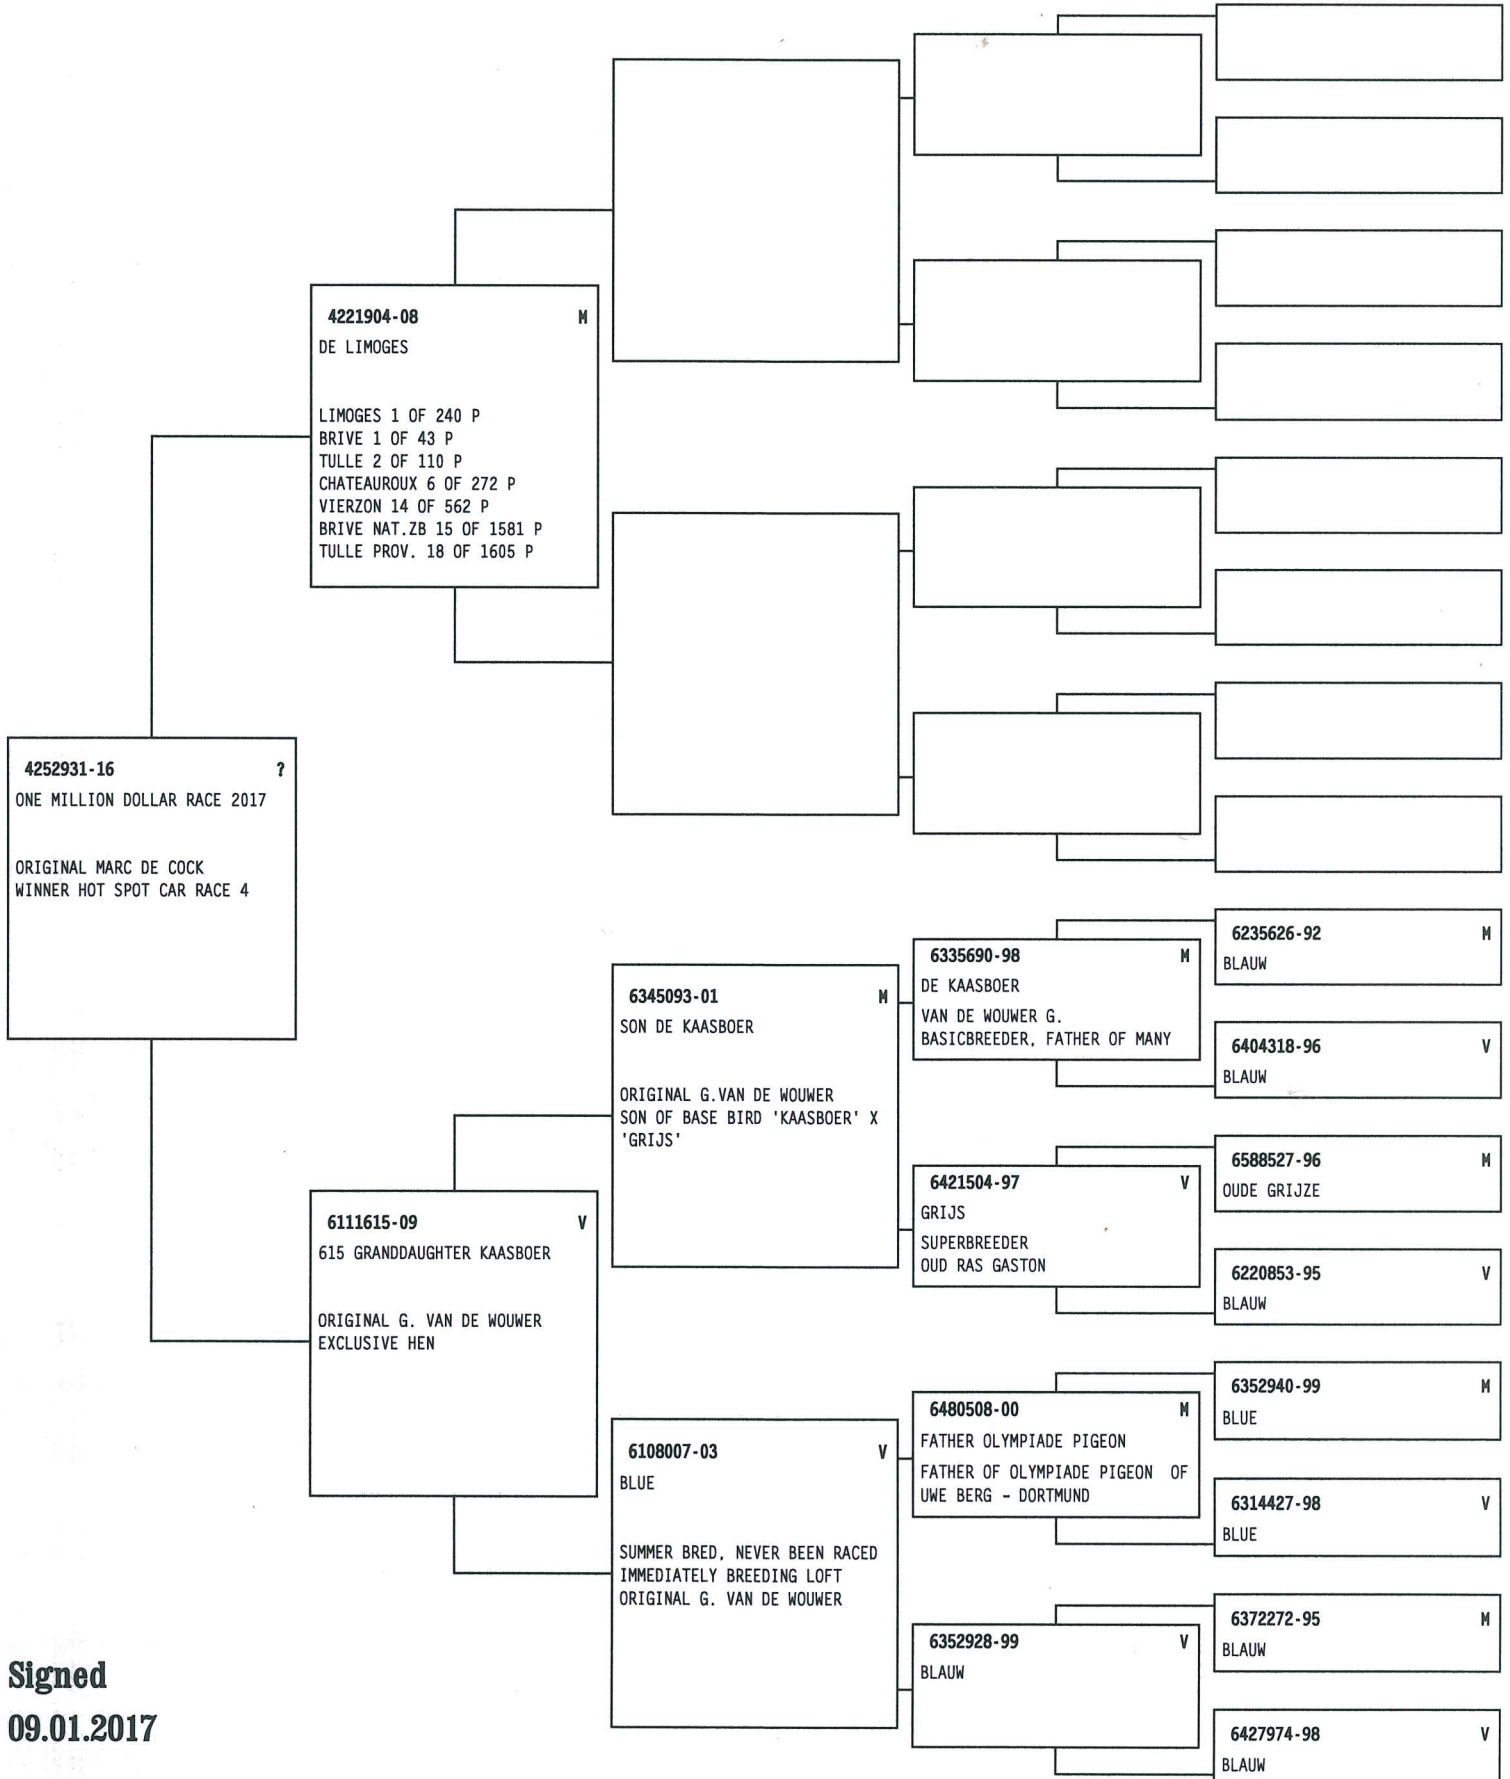 4221904-08 M
DE LIMOGES
LIMOGES 1 OF 240 P
BRIVE 1 OF 43 P
TULLE 2 OF 110 P
CHATEAUROUX 6 OF 272 P
VIERZON 14 OF 562 P
BRIVE NAT.ZB 15 OF 1581 P
TULLE PROV. 18 OF 1605 P
4252931-16 ?
ONE MILLION DOLLAR RACE 2017
ORIGINAL MARC DE COCK
WINNER HOT SPOT CAR RACE 4
6111615-09 V
615 GRANDDAUGHTER KAASBOER
ORIGINAL G. VAN DE WOUWER
EXCLUSIVE HEN
6345093-01 M
SON DE KAASBOER
ORIGINAL G.VAN DE WOUWER
SON OF BASE BIRD 'KAASBOER' X
'GRIJS'
6108007-03 V
BLUE
SUMMER BRED, NEVER BEEN RACED
IMMEDIATELY BREEDING LOFT
ORIGINAL G. VAN DE WOUWER
6335690-98 M
DE KAASBOER
VAN DE WOUWER G.
BASICBREEDER, FATHER OF MANY
6421504-97 V
GRIJS
SUPERBREEDER
OUD RAS GASTON
6480508-00 M
FATHER OLYMPIADE PIGEON
FATHER OF OLYMPIADE PIGEON OF
UWE BERG - DORTMUND
6352928-99 V
BLAUW
6235626-92 M
BLAUW
6404318-96 V
BLAUW
6588527-96 M
OUDE GRIJZE
6220853-95 V
BLAUW
6352940-99 M
BLUE
6314427-98 V
BLUE
6372272-95 M
BLAUW
6427974-98 V
BLAUW
Signed
09.01.2017